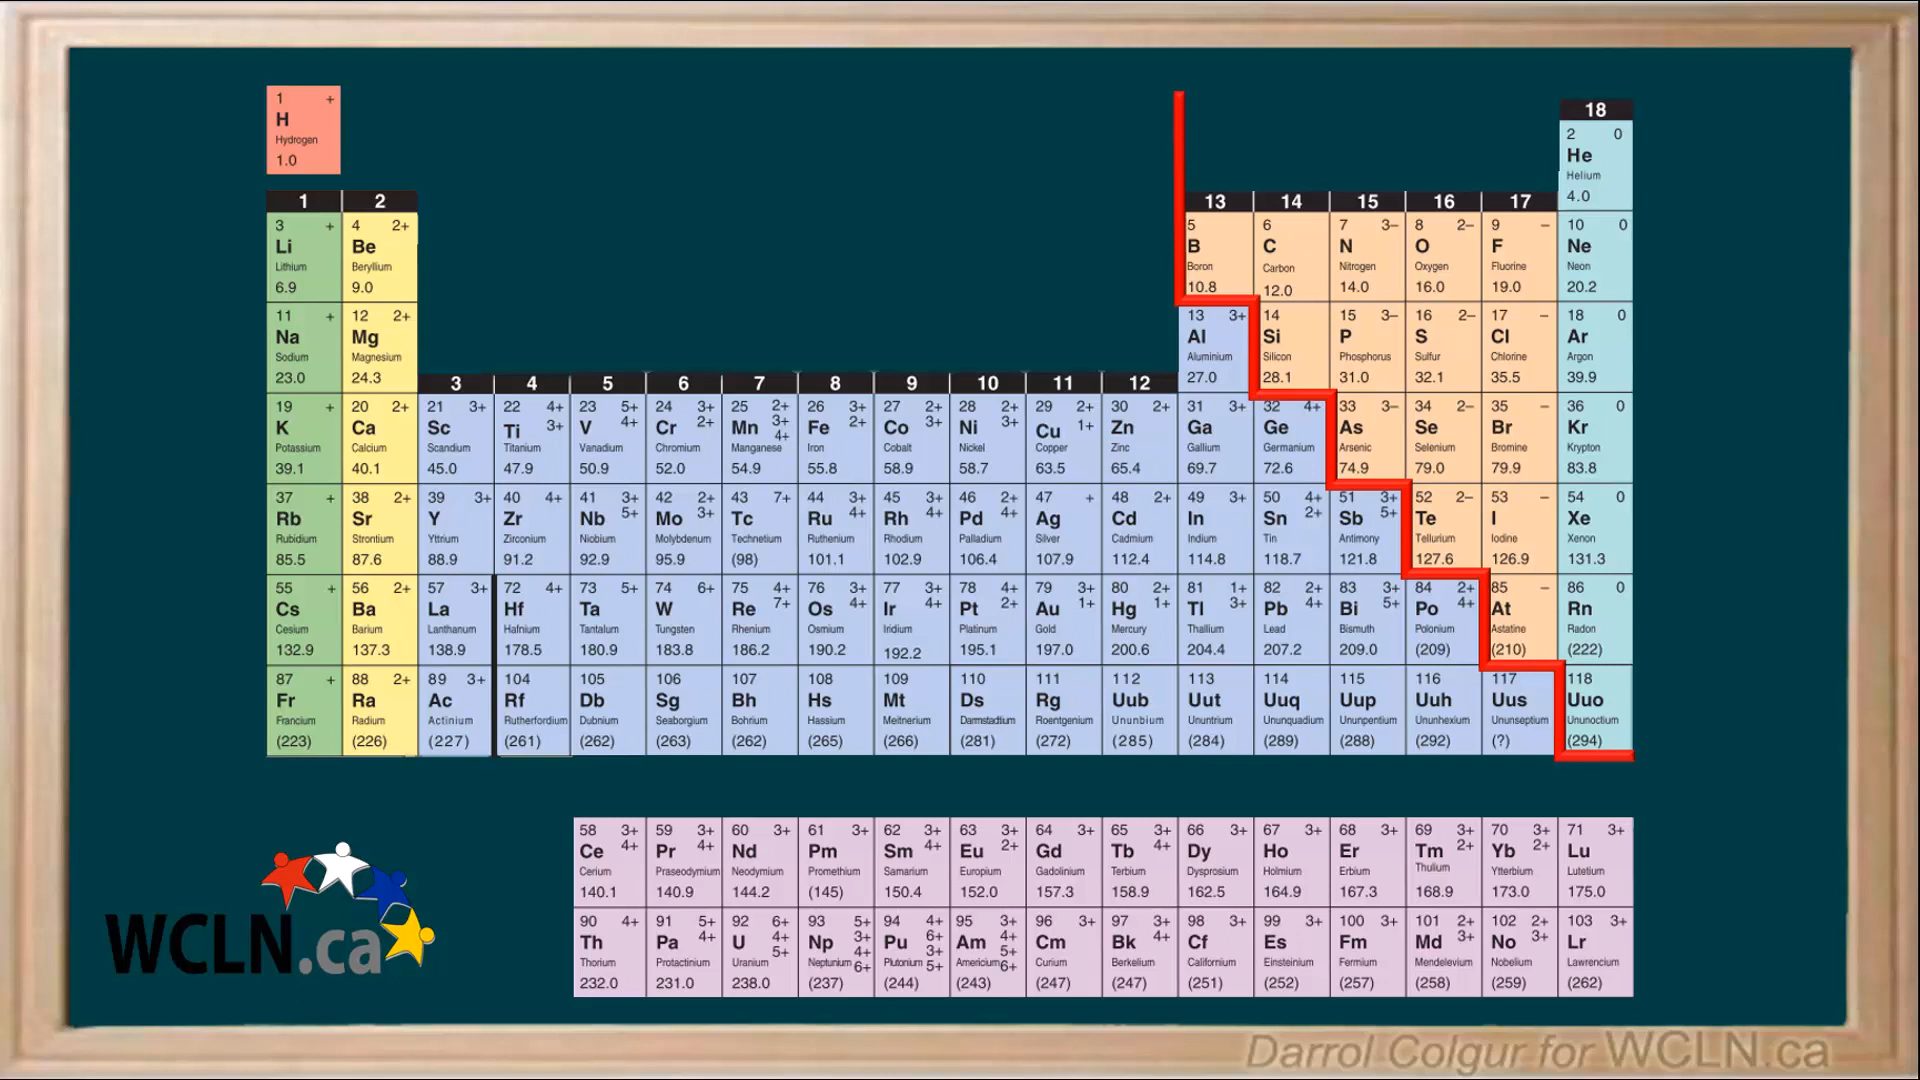 1 +
H
Hydrogen
1.0
18
2 0
He
Helium
4.0
1 2
13 14 15 16 17
3 + 4 2+ 5 6 7 3– 8 2– 9 – 10 0
Li Be B C N O F Ne
Lithium Beryllium Boron Carbon Nitrogen Oxygen Fluorine Neon
6.9 9.0 10.8 12.0 14.0 16.0 19.0 20.2
11 + 12 2+ 13 3+ 14 15 3– 16 2– 17 – 18 0
Na Mg Al Si P S Cl Ar
Sodium Magnesium Aluminium Silicon Phosphorus Sulfur Chlorine Argon
23.0 24.3 27.0 28.1 31.0 32.1 35.5 39.9
3 4 5 6 7 8 9 10 11 12
19 + 20 2+ 21 3+ 22 4+ 3+ 23 5+ 4+ 24 3+ 2+ 25 2+ 3+ 4+ 26 3+ 2+ 27 2+ 3+ 28 2+ 3+ 29 2+ 1+ 30 2+ 31 3+ 32 4+ 33 3– 34 2– 35 – 36 0
K Ca Sc Ti V Cr Mn Fe Co Ni Cu Zn Ga Ge As Se Br Kr
Potassium Calcium Scandium Titanium Vanadium Chromium Manganese Iron Cobalt Nickel Copper Zinc Gallium Germanium Arsenic Selenium Bromine Krypton
39.1 40.1 45.0 47.9 50.9 52.0 54.9 55.8 58.9 58.7 63.5 65.4 69.7 72.6 74.9 79.0 79.9 83.8
37 + 38 2+ 39 3+ 40 4+ 41 3+ 5+ 42 2+ 3+ 43 7+ 44 3+ 4+ 45 3+ 4+ 46 2+ 4+ 47 + 48 2+ 49 3+ 50 4+ 2+ 51 3+ 5+ 52 2– 53 – 54 0
Rb Sr Y Zr Nb Mo Tc Ru Rh Pd Ag Cd In Sn Sb Te I Xe
Rubidium Strontium Yttrium Zirconium Niobium Molybdenum Technetium Ruthenium Rhodium Palladium Silver Cadmium Indium Tin Antimony Tellurium Iodine Xenon
85.5 87.6 88.9 91.2 92.9 95.9 (98) 101.1 102.9 106.4 107.9 112.4 114.8 118.7 121.8 127.6 126.9 131.3
55 + 56 2+ 57 3+ 72 4+ 73 5+ 74 6+ 75 4+ 7+ 76 3+ 4+ 77 3+ 4+ 78 4+ 2+ 79 3+ 1+ 80 2+ 1+ 81 1+ 3+ 82 2+ 4+ 83 3+ 5+ 84 2+ 4+ 85 – 86 0
Cs Ba La Hf Ta W Re Os Ir Pt Au Hg Tl Pb Bi Po At Rn
Cesium Barium Lanthanum Hafnium Tantalum Tungsten Rhenium Osmium Iridium Platinum Gold Mercury Thallium Lead Bismuth Polonium Astatine Radon
132.9 137.3 138.9 178.5 180.9 183.8 186.2 190.2 192.2 195.1 197.0 200.6 204.4 207.2 209.0 (209) (210) (222)
87 + 88 2+ 89 3+ 104 105 106 107 108 109 110 111 112 113 114 115 116 117 118
Fr Ra Ac Rf Db Sg Bh Hs Mt Ds Rg Uub Uut Uuq Uup Uuh Uus Uuo
Francium Radium Actinium Rutherfordium Dubnium Seaborgium Bohrium Hassium Meitnerium Darmstadtium Roentgenium Ununbium Ununtrium Ununquadium Ununpentium Ununhexium Ununseptium Ununoctium
(223) (226) (227) (261) (262) (263) (262) (265) (266) (281) (272) (285) (284) (289) (288) (292) (?) (294)
58 3+ 4+ 59 3+ 4+ 60 3+ 61 3+ 62 3+ 4+ 63 3+ 2+ 64 3+ 65 3+ 4+ 66 3+ 67 3+ 68 3+ 69 3+ 2+ 70 3+ 2+ 71 3+
Ce Pr Nd Pm Sm Eu Gd Tb Dy Ho Er Tm Yb Lu
Cerium Praseodymium Neodymium Promethium Samarium Europium Gadolinium Terbium Dysprosium Holmium Erbium Thulium Ytterbium Lutetium
140.1 140.9 144.2 (145) 150.4 152.0 157.3 158.9 162.5 164.9 167.3 168.9 173.0 175.0
90 4+ 91 5+ 4+ 92 6+ 4+ 5+ 93 5+ 3+ 4+ 6+ 94 4+ 6+ 3+ 5+ 95 3+ 4+ 5+ 6+ 96 3+ 97 3+ 4+ 98 3+ 99 3+ 100 3+ 101 2+ 3+ 102 2+ 3+ 103 3+
Th Pa U Np Pu Am Cm Bk Cf Es Fm Md No Lr
Thorium Protactinium Uranium Neptunium Plutonium Americium Curium Berkelium Californium Einsteinium Fermium Mendelevium Nobelium Lawrencium
232.0 231.0 238.0 (237) (244) (243) (247) (247) (251) (252) (257) (258) (259) (262)
WCLN.ca
Darrol Colgur for WCLN.ca